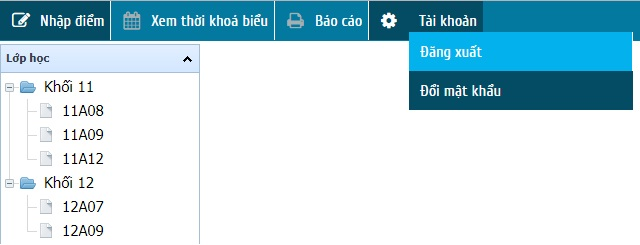 Nhập điểm Xem thời khoá biểu Báo cáo Tài khoản
Đăng xuất
Đổi mật khẩu
Lớp học
Khối 11
11A08
11A09
11A12
Khối 12
12A07
12A09